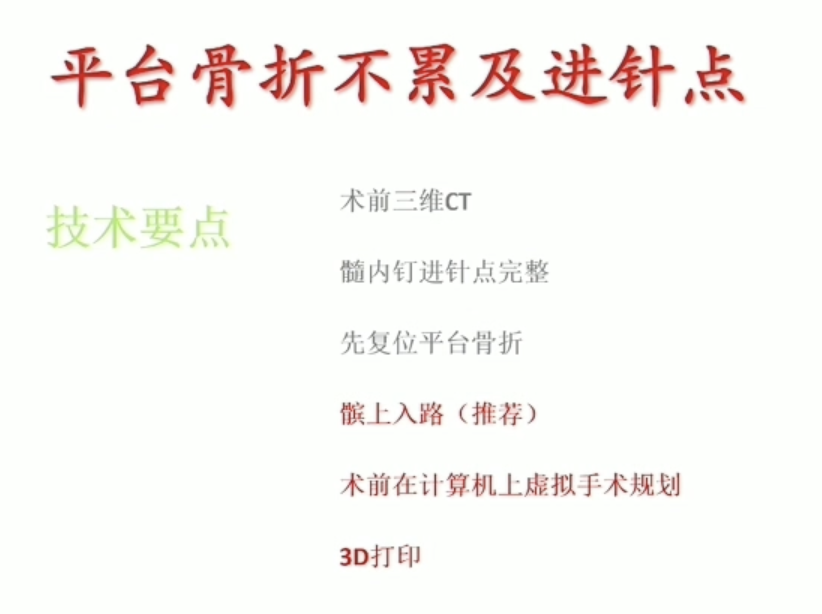 平台骨折不累及进针点
技术要点
术前三维CT
髓内钉进针点完整
先复位平台骨折
髌上入路（推荐）
术前在计算机上虚拟手术规划
3D打印